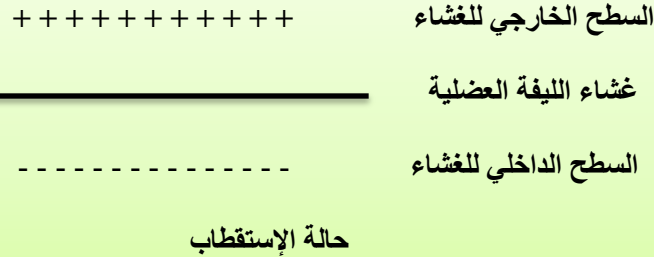 السطح الخارجي للغشاء + + + + + + + + + + +
غشاء الليفة العضلية
السطح الداخلي للغشاء - - - - - - - - - - - - - - -
حالة الإستقطاب